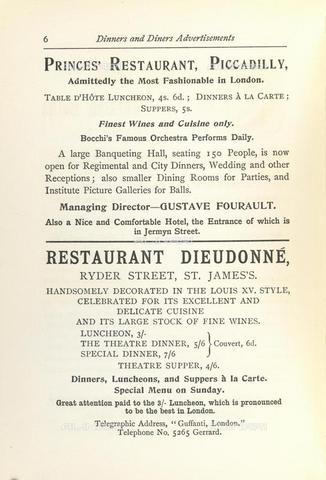 6 Dinners and Diners Advertisements
PRINCES' RESTAURANT, PICCADILLY,
Admittedly the Most Fashionable in London.
TABLE D'HÔTE LUNCHEON, 4s. 6d.; DINNERS À LA CARTE;
SUPPERS, 5s.
Finest Wines and Cuisine only.
Bocchi's Famous Orchestra Performs Daily.
A large Banqueting Hall, seating 150 People, is now
open for Regimental and City Dinners, Wedding and other
Receptions; also smaller Dining Rooms for Parties, and
Institute Picture Galleries for Balls.
Managing Director—GUSTAVE FOURAULT.
Also a Nice and Comfortable Hotel, the Entrance of which is
in Jermyn Street.
RESTAURANT DIEUDONNÉ,
RYDER STREET, ST. JAMES'S.
HANDSOMELY DECORATED IN THE LOUIS XV. STYLE,
CELEBRATED FOR ITS EXCELLENT AND
DELICATE CUISINE
AND ITS LARGE STOCK OF FINE WINES.
LUNCHEON, 3/-
THE THEATRE DINNER, 5/6 } Couvert, 6d.
SPECIAL DINNER, 7/6
THEATRE SUPPER, 4/6.
Dinners, Luncheons, and Suppers à la Carte.
Special Menu on Sunday.
Great attention paid to the 3/- Luncheon, which is pronounced
to be the best in London.
Telegraphic Address, "Guffanti, London."
Telephone No. 5265 Gerrard.